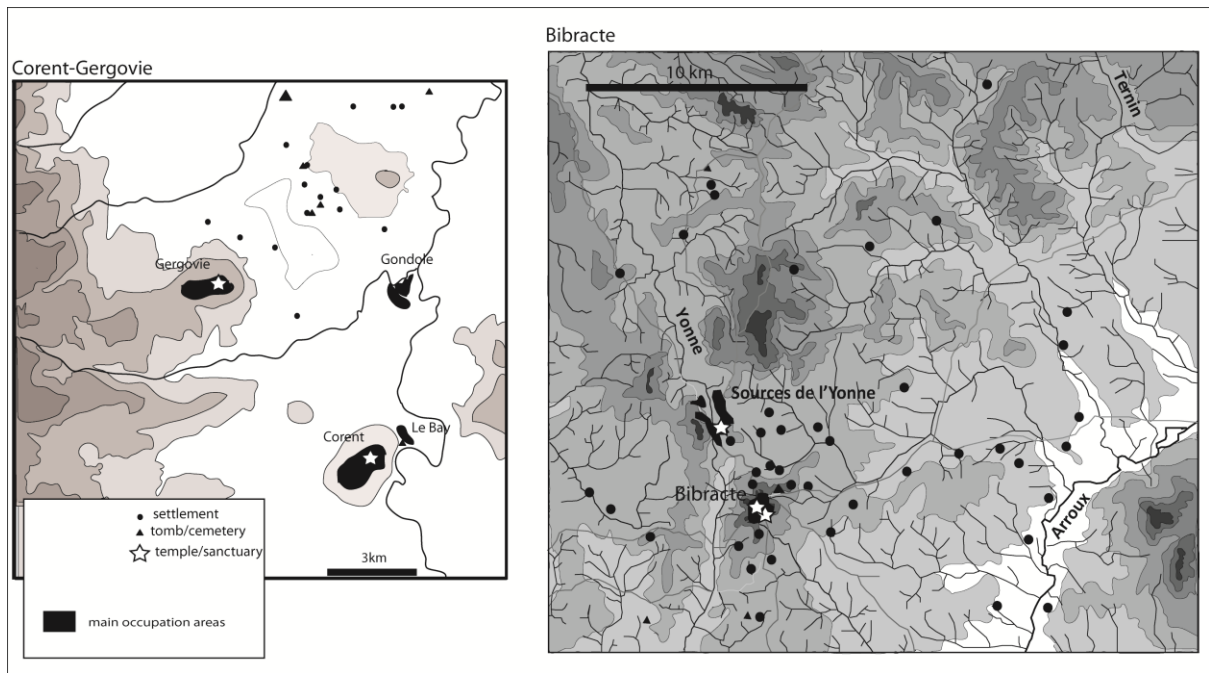 Corent-Gergovie
Gergovie
Gondole
Corent
Le Bay
settlement
tomb/cemetery
temple/sanctuary
main occupation areas
3km
Bibracte
10 km
Ternin
Yonne
Sources de l'Yonne
Bibracte
Arroux